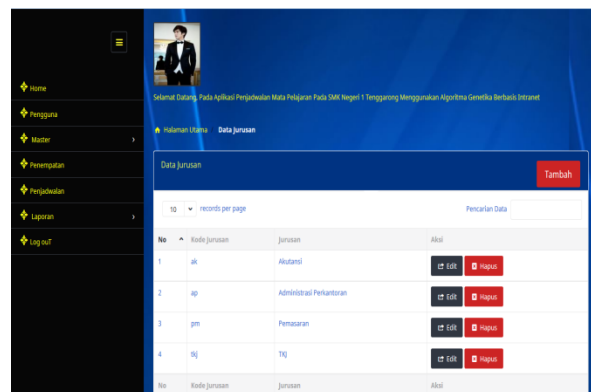 Home
Pengguna
Master
Penempatan
Penjadwalan
Laporan
Log ouT
Selamat Datang, Pada Aplikasi Penjadwalan Mata Pelajaran Pada SMK Negeri 1 Tenggarong Menggunakan Algoritma Genetika Berbasis Intranet
Halaman Utama Data Jurusan
Data Jurusan Tambah
10 records per page Pencarian Data
No Kode Jurusan Jurusan Aksi
1 ak Akutansi Edit Hapus
2 ap Administrasi Perkantoran Edit Hapus
3 pm Pemasaran Edit Hapus
4 tkj TKJ Edit Hapus
No Kode Jurusan Jurusan Aksi